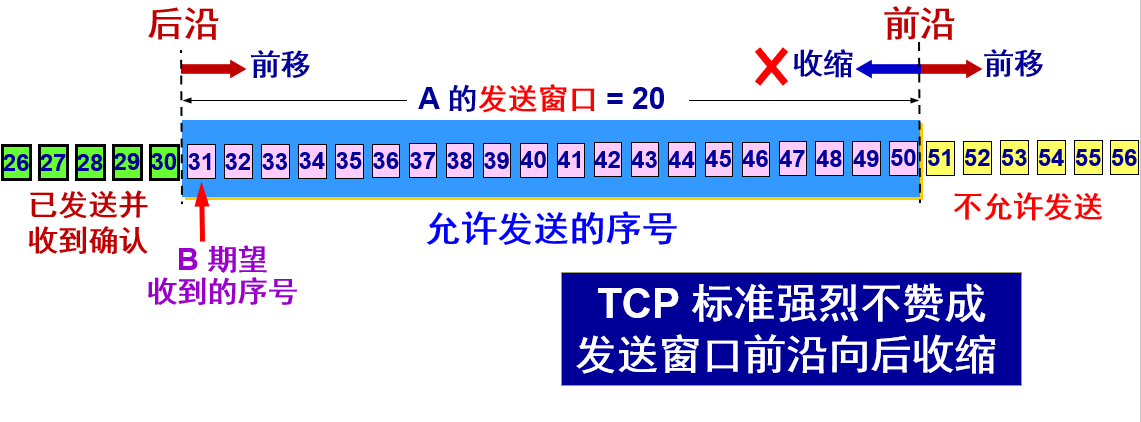 后沿
前沿
前移
收缩
前移
A 的发送窗口 = 20
26 27 28 29 30 31 32 33 34 35 36 37 38 39 40 41 42 43 44 45 46 47 48 49 50 51 52 53 54 55 56
已发送并
收到确认
允许发送的序号
不允许发送
B 期望
收到的序号
TCP 标准强烈不赞成
发送窗口前沿向后收缩